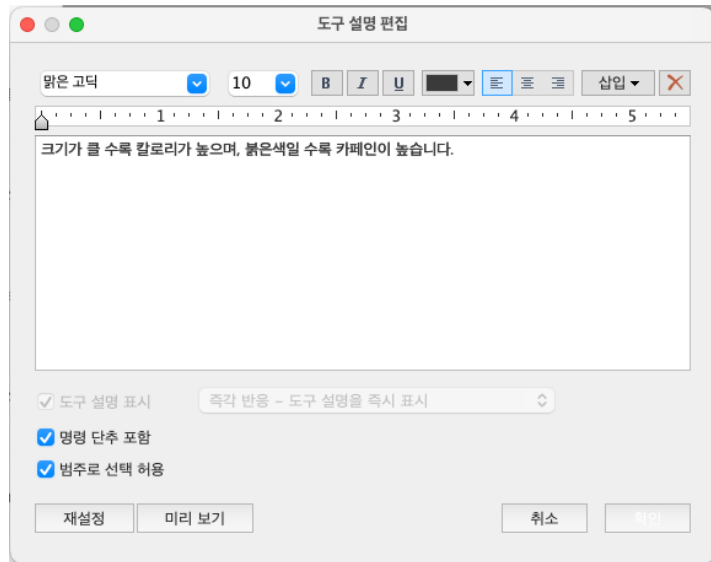 도구 설명 편집
맑은 고딕 10 B I U 삽입
1 2 3 4 5
크기가 클 수록 칼로리가 높으며, 붉은색일 수록 카페인이 높습니다.
도구 설명 표시 즉각 반응 – 도구 설명을 즉시 표시
명령 단추 포함
범주로 선택 허용
재설정 미리 보기 취소 확인